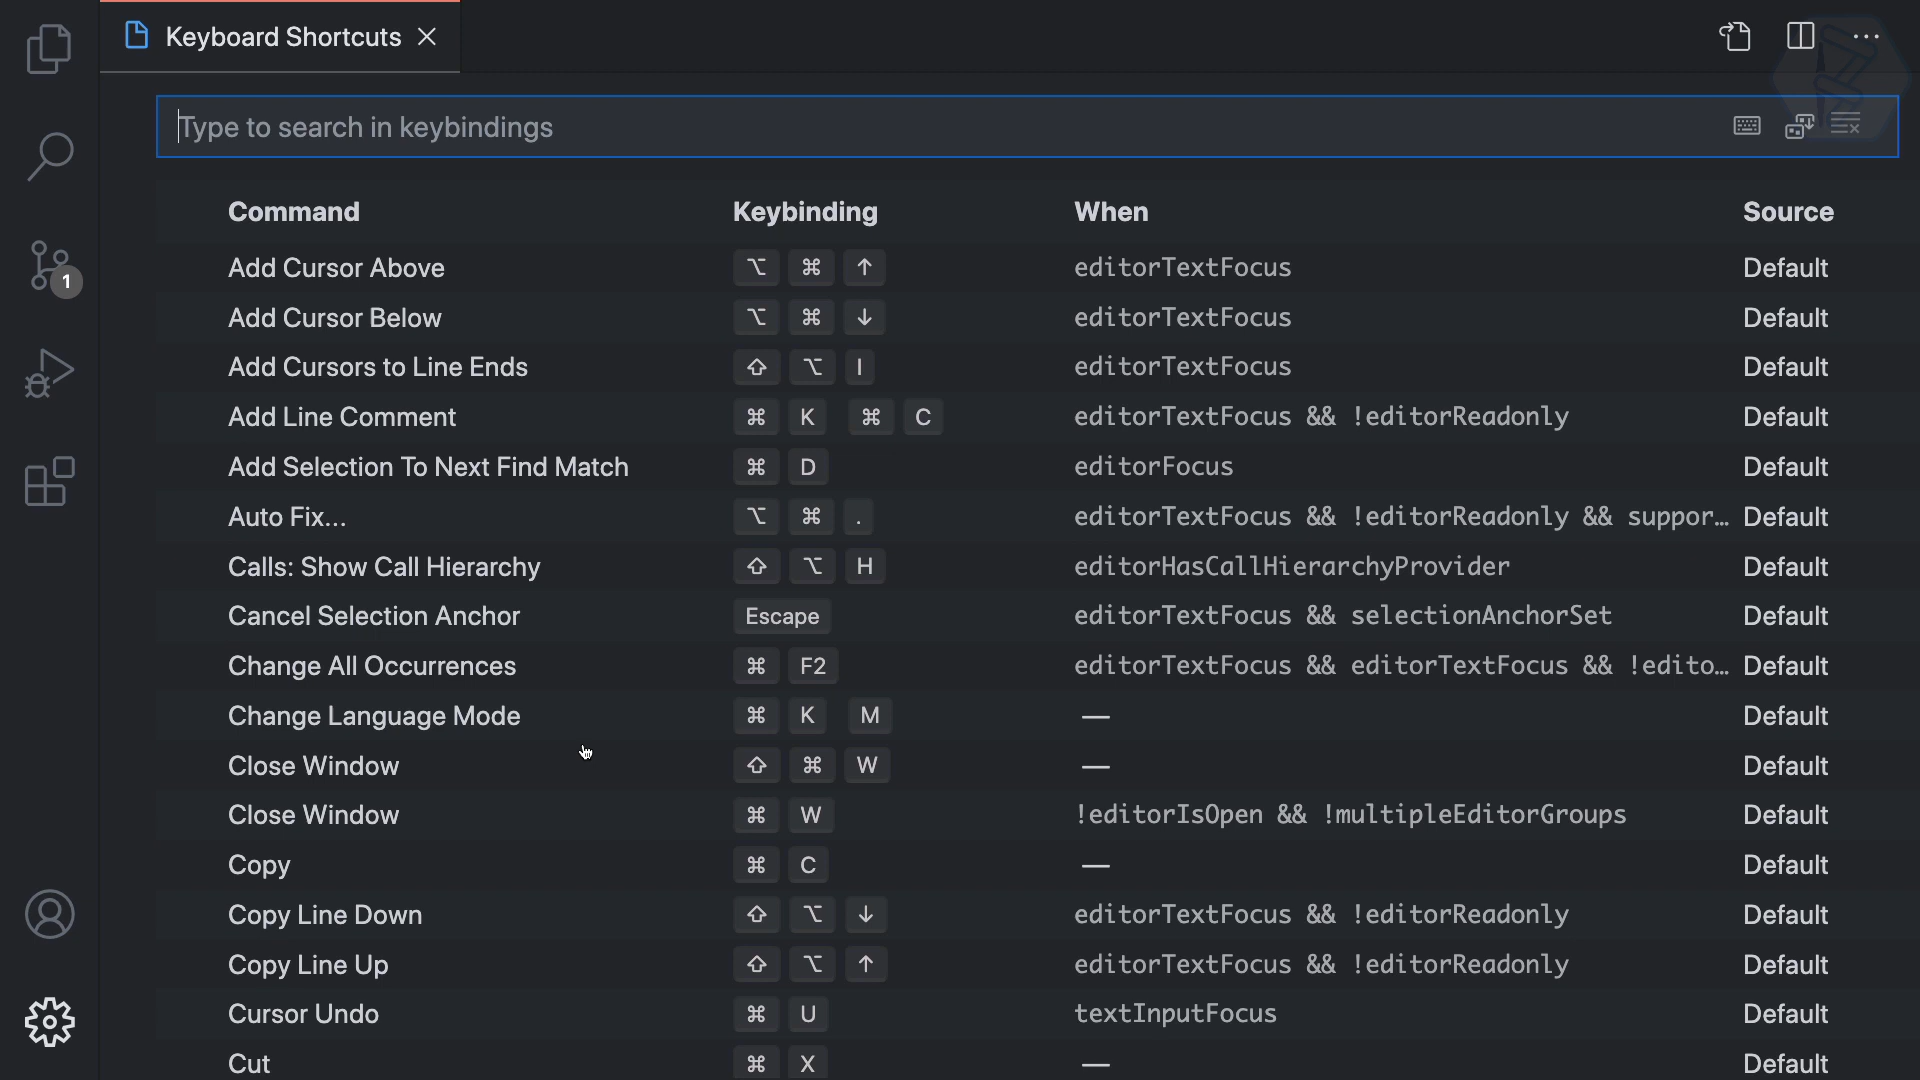 Keyboard Shortcuts
Type to search in keybindings
Command Keybinding When Source
Add Cursor Above ⌥ ⌘ ↑ editorTextFocus Default
Add Cursor Below ⌥ ⌘ ↓ editorTextFocus Default
Add Cursors to Line Ends ⇧ ⌥ I editorTextFocus Default
Add Line Comment ⌘ K ⌘ C editorTextFocus && !editorReadonly Default
Add Selection To Next Find Match ⌘ D editorFocus Default
Auto Fix... ⌥ ⌘ . editorTextFocus && !editorReadonly && suppor... Default
Calls: Show Call Hierarchy ⇧ ⌥ H editorHasCallHierarchyProvider Default
Cancel Selection Anchor Escape editorTextFocus && selectionAnchorSet Default
Change All Occurrences ⌘ F2 editorTextFocus && editorTextFocus && !edito... Default
Change Language Mode ⌘ K M — Default
Close Window ⇧ ⌘ W — Default
Close Window ⌘ W !editorIsOpen && !multipleEditorGroups Default
Copy ⌘ C — Default
Copy Line Down ⇧ ⌥ ↓ editorTextFocus && !editorReadonly Default
Copy Line Up ⇧ ⌥ ↑ editorTextFocus && !editorReadonly Default
Cursor Undo ⌘ U textInputFocus Default
Cut ⌘ X — Default
1